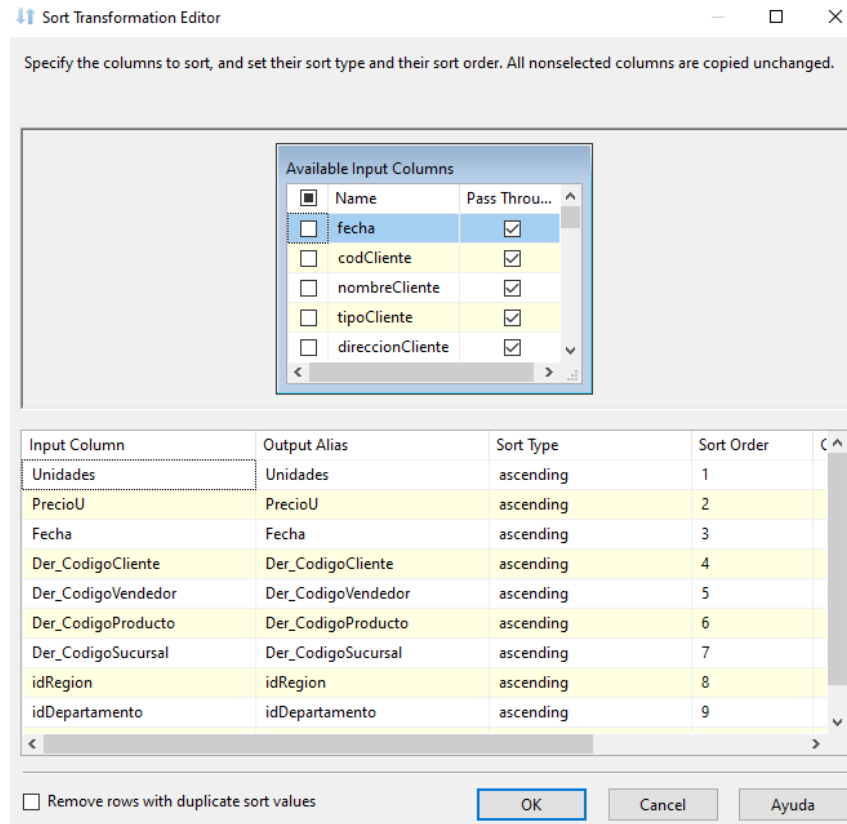 Sort Transformation Editor
Specify the columns to sort, and set their sort type and their sort order. All nonselected columns are copied unchanged.
Available Input Columns
Name Pass Throu...
fecha
codCliente
nombreCliente
tipoCliente
direccionCliente
Input Column Output Alias Sort Type Sort Order
Unidades Unidades ascending 1
PrecioU PrecioU ascending 2
Fecha Fecha ascending 3
Der_CodigoCliente Der_CodigoCliente ascending 4
Der_CodigoVendedor Der_CodigoVendedor ascending 5
Der_CodigoProducto Der_CodigoProducto ascending 6
Der_CodigoSucursal Der_CodigoSucursal ascending 7
idRegion idRegion ascending 8
idDepartamento idDepartamento ascending 9
Remove rows with duplicate sort values
OK Cancel Ayuda